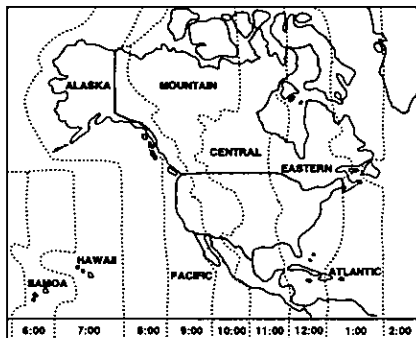 ALASKA
MOUNTAIN
CENTRAL
EASTERN
HAWAII
SAMOA
PACIFIC
ATLANTIC
6:00 7:00 8:00 9:00 10:00 11:00 12:00 1:00 2:00